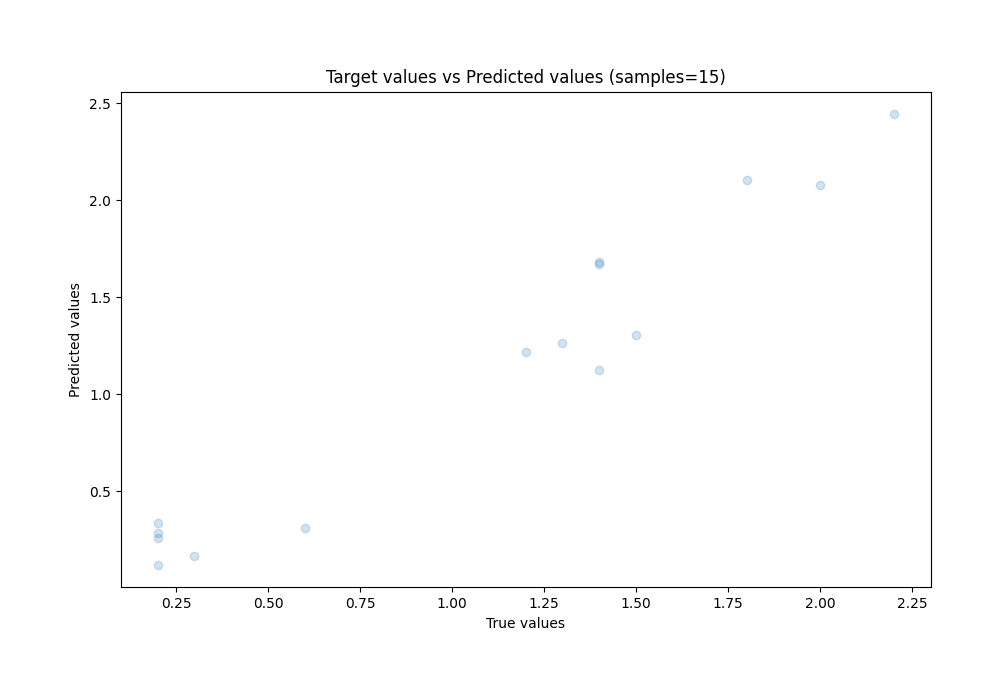 Target values vs Predicted values (samples=15)
2.5
2.0
1.5
1.0
0.5
Predicted values
0.25 0.50 0.75 1.00 1.25 1.50 1.75 2.00 2.25
True values